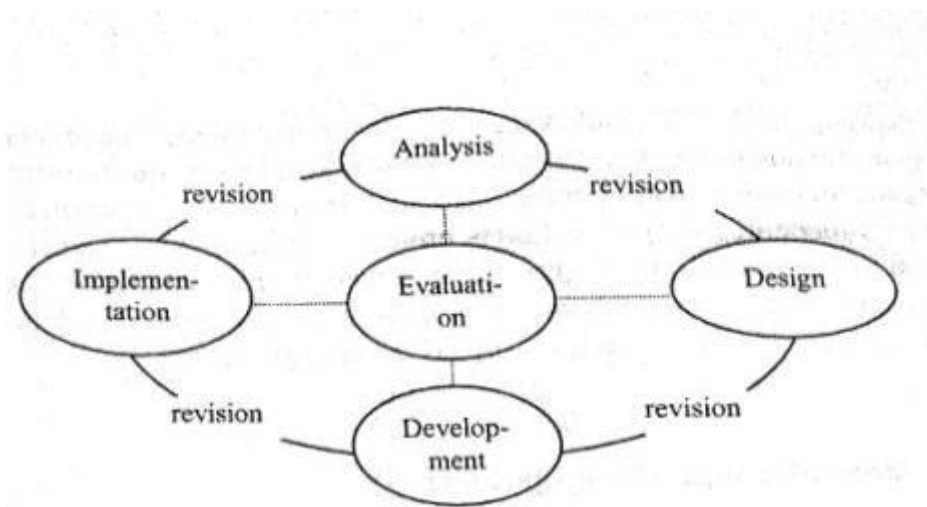 Analysis
revision
revision
Implemen-
tation
Evaluati-
on
Design
revision
revision
Develop-
ment